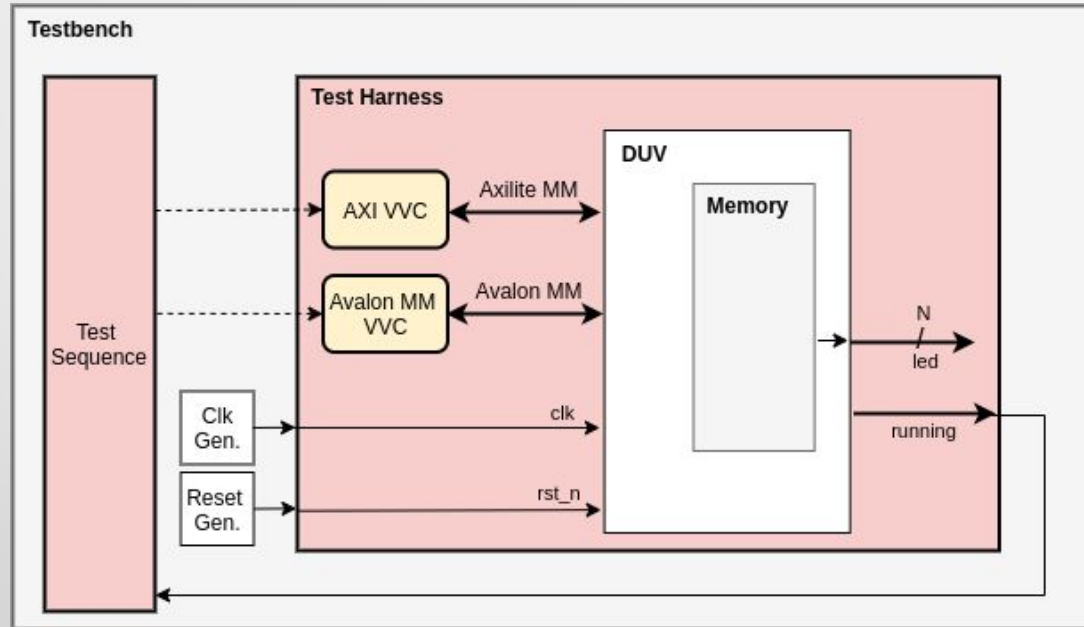 Testbench
Test Harness
DUV
Memory
AXI VVC
Axilite MM
Avalon MM
VVC
Avalon MM
Test
Sequence
Clk
Gen.
clk
Reset
Gen.
rst_n
N
led
running